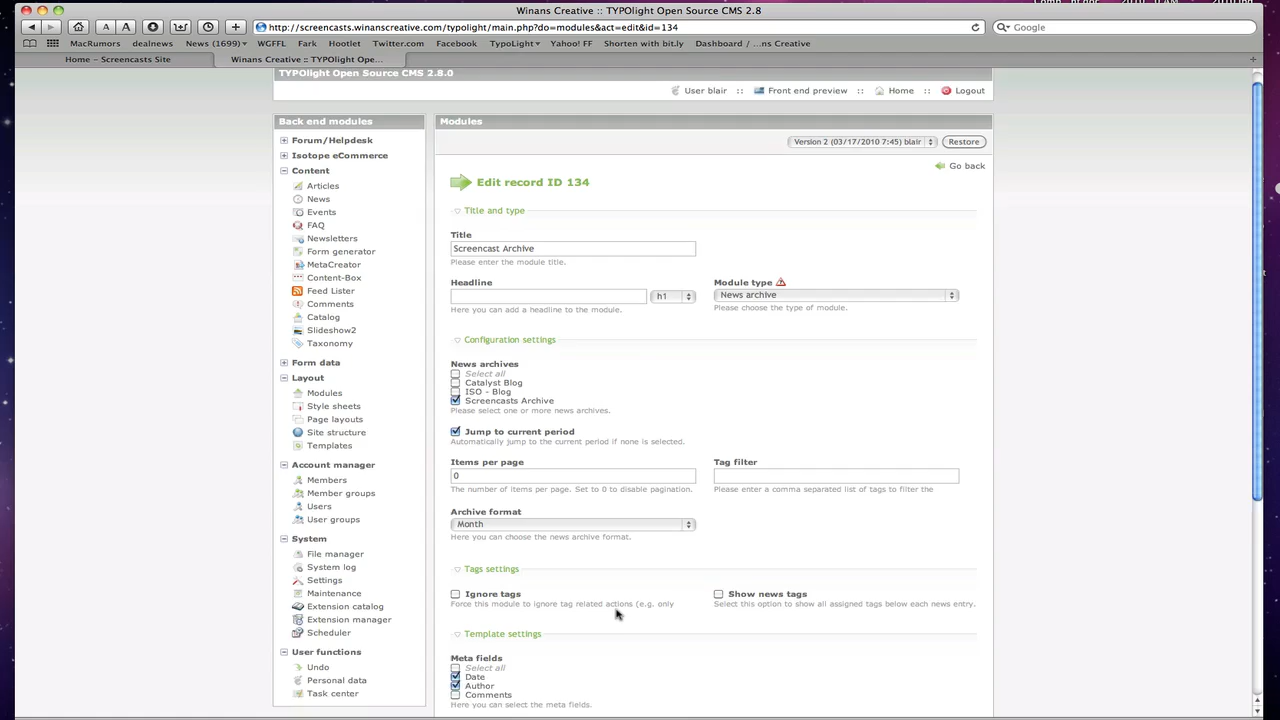 Winans Creative :: TYPOlight Open Source CMS 2.8
http://screencasts.winanscreative.com/typolight/main.php?do=modules&act=edit&id=134
Google
MacRumors dealnews News (1699) WGFFL Fark Hootlet Twitter.com Facebook TypoLight Yahoo! FF Shorten with bit.ly Dashboard / ...ns Creative
Home – Screencasts Site
Winans Creative :: TYPOlight Ope...
TYPOlight Open Source CMS 2.8.0
User blair :: Front end preview :: Home :: Logout
Back end modules
Forum/Helpdesk
Isotope eCommerce
Content
Articles
News
Events
FAQ
Newsletters
Form generator
MetaCreator
Content-Box
Feed Lister
Comments
Catalog
Slideshow2
Taxonomy
Form data
Layout
Modules
Style sheets
Page layouts
Site structure
Templates
Account manager
Members
Member groups
Users
User groups
System
File manager
System log
Settings
Maintenance
Extension catalog
Extension manager
Scheduler
User functions
Undo
Personal data
Task center
Modules
Version 2 (03/17/2010 7:45) blair
Restore
Go back
Edit record ID 134
Title and type
Title
Screencast Archive
Please enter the module title.
Headline
h1
Here you can add a headline to the module.
Module type
News archive
Please choose the type of module.
Configuration settings
News archives
Select all
Catalyst Blog
ISO - Blog
Screencasts Archive
Please select one or more news archives.
Jump to current period
Automatically jump to the current period if none is selected.
Items per page
0
The number of items per page. Set to 0 to disable pagination.
Tag filter
Please enter a comma separated list of tags to filter the
Archive format
Month
Here you can choose the news archive format.
Tags settings
Ignore tags
Force this module to ignore tag related actions (e.g. only
Show news tags
Select this option to show all assigned tags below each news entry.
Template settings
Meta fields
Select all
Date
Author
Comments
Here you can select the meta fields.